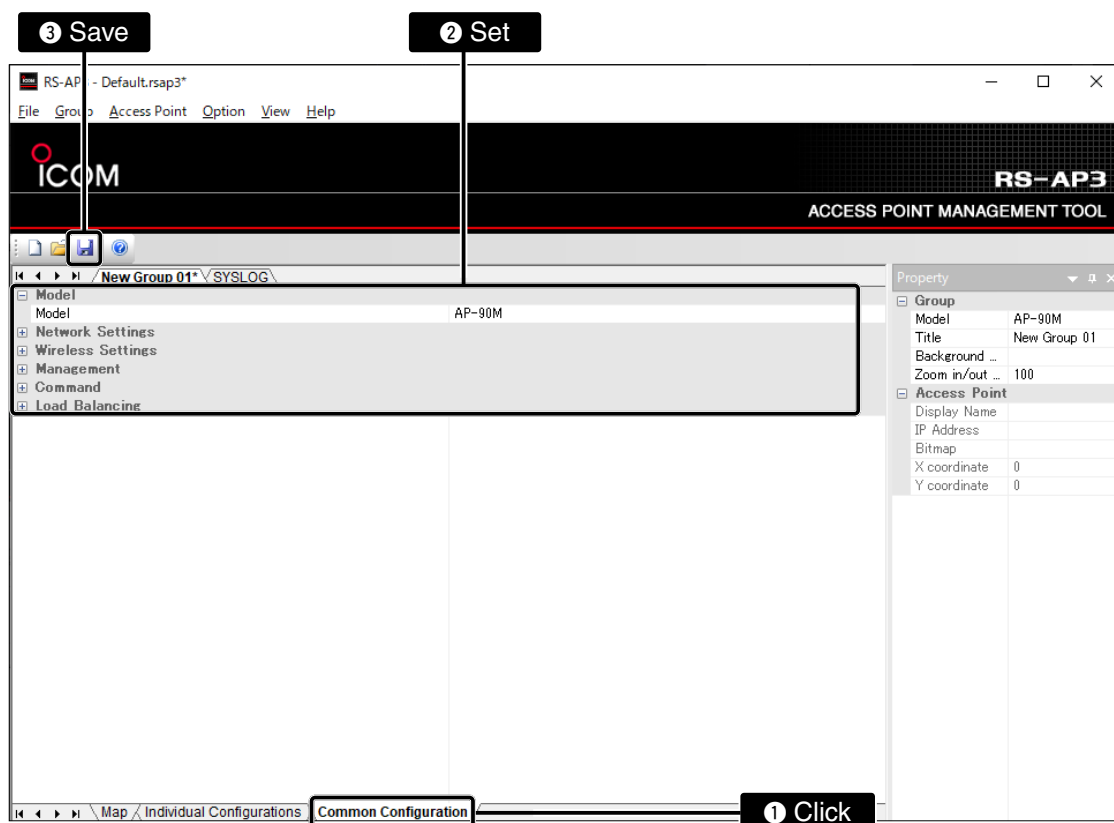 ❸ Save
❷ Set
RS-AP3 - Default.rsap3*
File Group Access Point Option View Help
ICOM
RS-AP3
ACCESS POINT MANAGEMENT TOOL
New Group 01* SYSLOG
Property
Model
Model AP-90M
Network Settings
Wireless Settings
Management
Command
Load Balancing
Group
Model AP-90M
Title New Group 01
Background ...
Zoom in/out ... 100
Access Point
Display Name
IP Address
Bitmap
X coordinate 0
Y coordinate 0
Map Individual Configurations Common Configuration
❶ Click